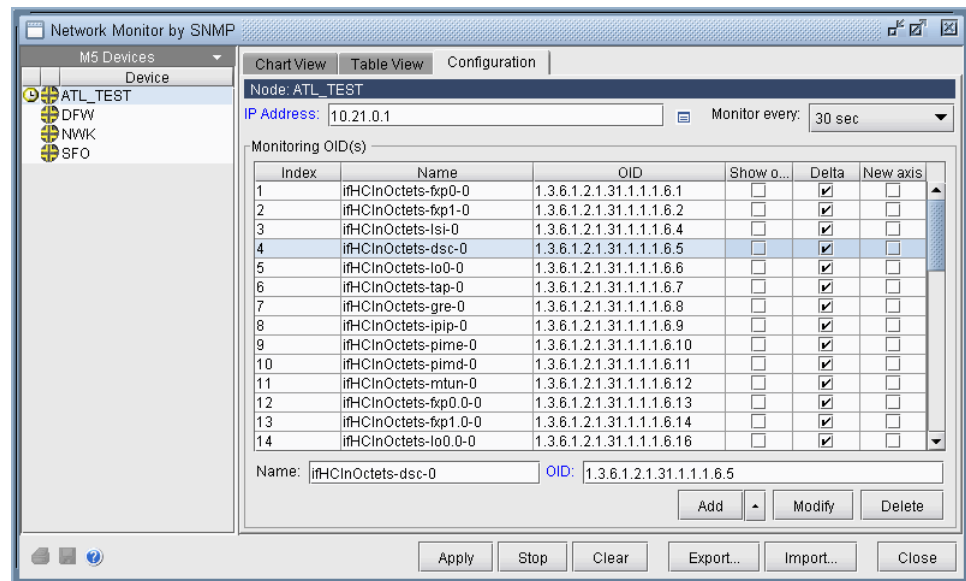 Network Monitor by SNMP
M5 Devices
Device
ATL_TEST
DFW
NWK
SFO
Chart View Table View Configuration
Node: ATL_TEST
IP Address: 10.21.0.1 Monitor every: 30 sec
Monitoring OID(s)
Index Name OID Show o... Delta New axis
1 ifHCInOctets-fxp0-0 1.3.6.1.2.1.31.1.1.1.6.1
2 ifHCInOctets-fxp1-0 1.3.6.1.2.1.31.1.1.1.6.2
3 ifHCInOctets-lsi-0 1.3.6.1.2.1.31.1.1.1.6.4
4 ifHCInOctets-dsc-0 1.3.6.1.2.1.31.1.1.1.6.5
5 ifHCInOctets-lo0-0 1.3.6.1.2.1.31.1.1.1.6.6
6 ifHCInOctets-tap-0 1.3.6.1.2.1.31.1.1.1.6.7
7 ifHCInOctets-gre-0 1.3.6.1.2.1.31.1.1.1.6.8
8 ifHCInOctets-ipip-0 1.3.6.1.2.1.31.1.1.1.6.9
9 ifHCInOctets-pime-0 1.3.6.1.2.1.31.1.1.1.6.10
10 ifHCInOctets-pimd-0 1.3.6.1.2.1.31.1.1.1.6.11
11 ifHCInOctets-mtun-0 1.3.6.1.2.1.31.1.1.1.6.12
12 ifHCInOctets-fxp0.0-0 1.3.6.1.2.1.31.1.1.1.6.13
13 ifHCInOctets-fxp1.0-0 1.3.6.1.2.1.31.1.1.1.6.14
14 ifHCInOctets-lo0.0-0 1.3.6.1.2.1.31.1.1.1.6.16
Name: ifHCInOctets-dsc-0 OID: 1.3.6.1.2.1.31.1.1.1.6.5
Add Modify Delete
? Apply Stop Clear Export... Import... Close